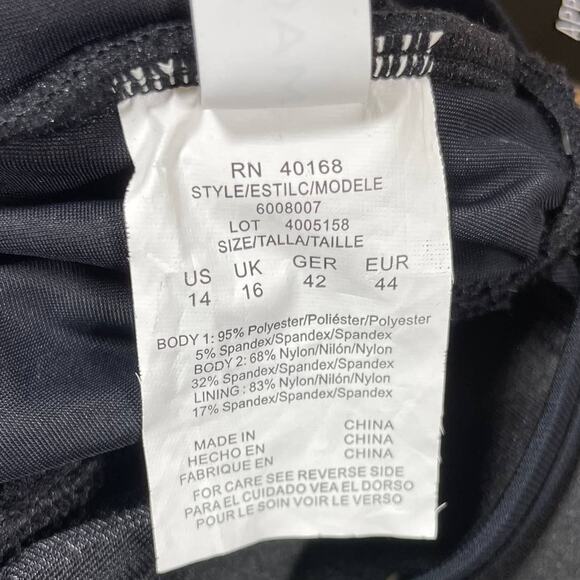 RN 40168
STYLE/ESTILC/MODELE
6008007
LOT 4005158
SIZE/TALLA/TAILLE
US UK GER EUR
14 16 42 44
BODY 1: 95% Polyester/Poliéster/Polyester
5% Spandex/Spandex/Spandex
BODY 2: 68% Nylon/Nilón/Nylon
32% Spandex/Spandex/Spandex
LINING : 83% Nylon/Nilón/Nylon
17% Spandex/Spandex/Spandex
MADE IN CHINA
HECHO EN CHINA
FABRIQUE EN CHINA
FOR CARE SEE REVERSE SIDE
PARA EL CUIDADO VEA EL DORSO
POUR LE SOIN VOIR LE VERSO